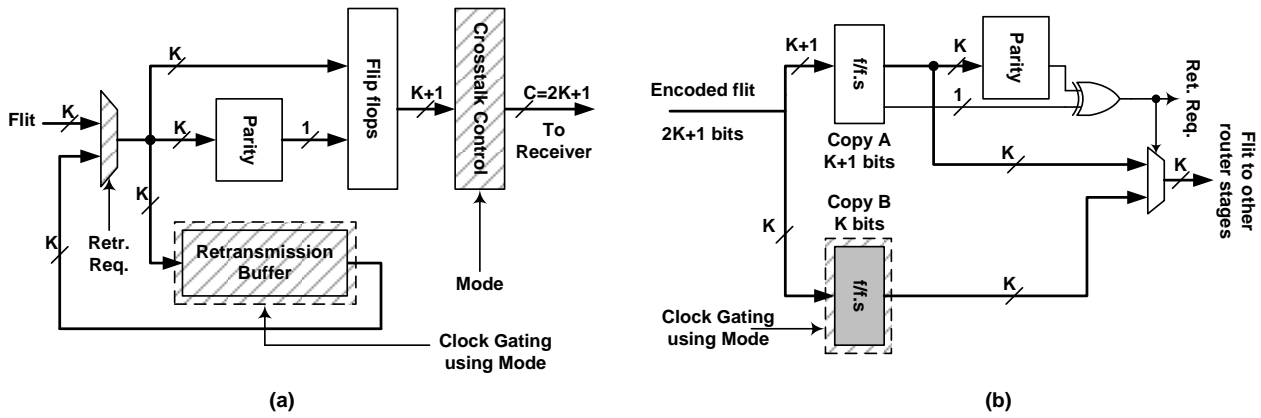 Flit
K
K
K
K
K
Parity
1
Flip flops
K+1
Crosstalk Control
C=2K+1
To
Receiver
Retr.
Req.
Retransmission
Buffer
Mode
Clock Gating
using Mode
(a)
Encoded flit
2K+1 bits
K+1
f/f.s
Copy A
K+1 bits
K
Parity
1
Ret. Req.
K
K
Flit to other
router stages
K
Copy B
K bits
f/f.s
K
Clock Gating
using Mode
(b)